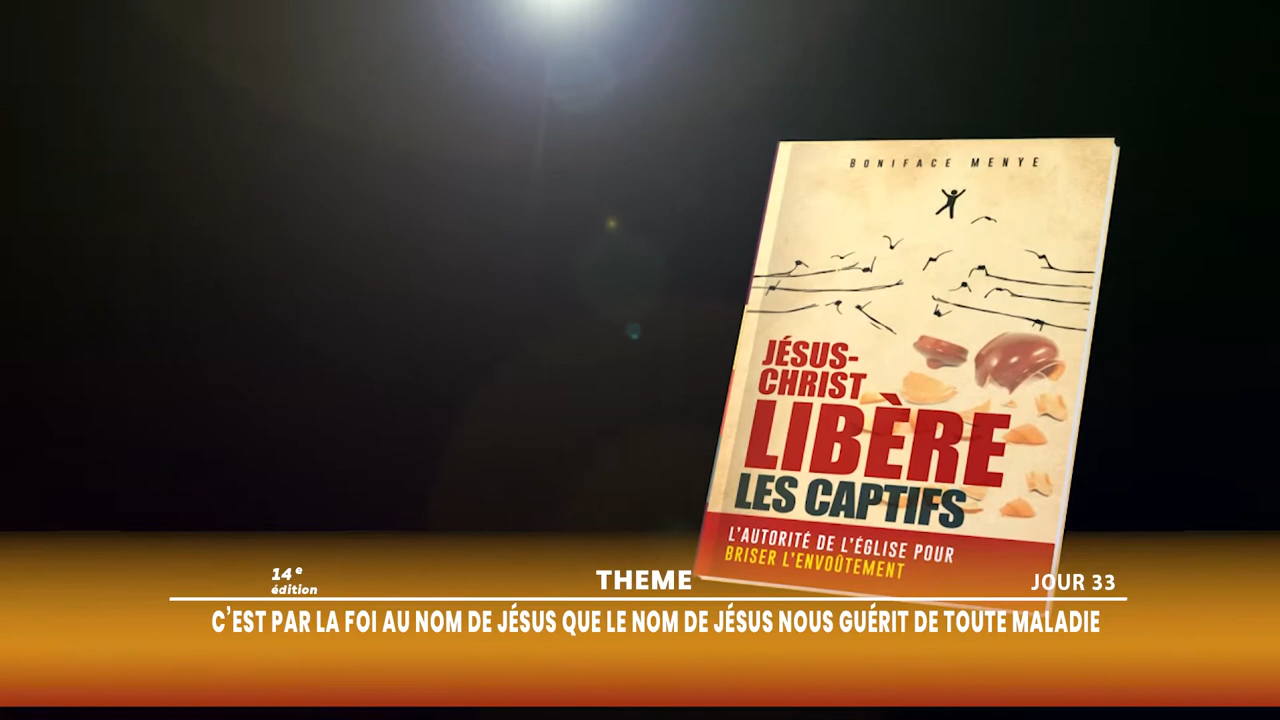 BONIFACE MENYE
JÉSUS-
CHRIST
LIBÈRE
LES CAPTIFS
L'AUTORITÉ DE L'ÉGLISE POUR
BRISER L'ENVOÛTEMENT
14e
édition
THEME
JOUR 33
C'EST PAR LA FOI AU NOM DE JÉSUS QUE LE NOM DE JÉSUS NOUS GUÉRIT DE TOUTE MALADIE